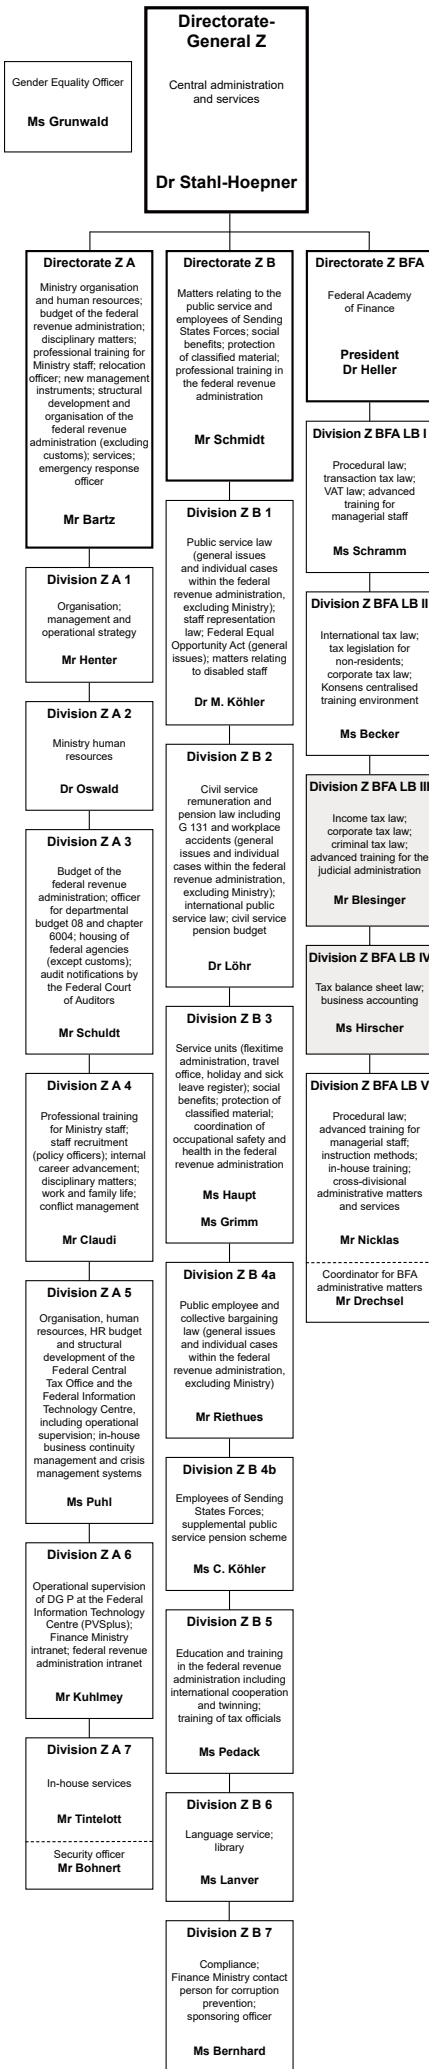 Directorate-
General Z
Central administration
and services
Dr Stahl-Hoepner
Gender Equality Officer
Ms Grunwald
Directorate Z A
Ministry organisation
and human resources;
budget of the federal
revenue administration;
disciplinary matters;
professional training for
Ministry staff; relocation
officer; new management
instruments; structural
development and
organisation of the
federal revenue
administration (excluding
customs); services;
emergency response
officer
Mr Bartz
Division Z A 1
Organisation;
management and
operational strategy
Mr Henter
Division Z A 2
Ministry human
resources
Dr Oswald
Division Z A 3
Budget of the
federal revenue
administration; officer
for departmental
budget 08 and chapter
6004; housing of
federal agencies
(except customs);
audit notifications by
the Federal Court
of Auditors
Mr Schuldt
Division Z A 4
Professional training
for Ministry staff;
staff recruitment
(policy officers); internal
career advancement;
disciplinary matters;
work and family life;
conflict management
Mr Claudi
Division Z A 5
Organisation, human
resources, HR budget
and structural
development of the
Federal Central
Tax Office and the
Federal Information
Technology Centre,
including operational
supervision; in-house
business continuity
management and crisis
management systems
Ms Puhl
Division Z A 6
Operational supervision
of DG P at the Federal
Information Technology
Centre (PVSplus);
Finance Ministry
intranet; federal revenue
administration intranet
Mr Kuhlmey
Division Z A 7
In-house services
Mr Tintelott
Security officer
Mr Bohnert
Directorate Z B
Matters relating to the
public service and
employees of Sending
States Forces; social
benefits; protection
of classified material;
professional training in
the federal revenue
administration
Mr Schmidt
Division Z B 1
Public service law
(general issues
and individual cases
within the federal
revenue administration,
excluding Ministry);
staff representation
law; Federal Equal
Opportunity Act (general
issues); matters relating
to disabled staff
Dr M. Köhler
Division Z B 2
Civil service
remuneration and
pension law including
G 131 and workplace
accidents (general
issues and individual
cases within the federal
revenue administration,
excluding Ministry);
international public
service law; civil service
pension budget
Dr Löhr
Division Z B 3
Service units (flexitime
administration, travel
office, holiday and sick
leave register); social
benefits; protection of
classified material;
coordination of
occupational safety and
health in the federal
revenue administration
Ms Haupt
Ms Grimm
Division Z B 4a
Public employee and
collective bargaining
law (general issues
and individual cases
within the federal
revenue administration,
excluding Ministry)
Mr Riethues
Division Z B 4b
Employees of Sending
States Forces;
supplemental public
service pension scheme
Ms C. Köhler
Division Z B 5
Education and training
in the federal revenue
administration including
international cooperation
and twinning;
training of tax officials
Ms Pedack
Division Z B 6
Language service;
library
Ms Lanver
Division Z B 7
Compliance;
Finance Ministry contact
person for corruption
prevention;
sponsoring officer
Ms Bernhard
Directorate Z BFA
Federal Academy
of Finance
President
Dr Heller
Division Z BFA LB I
Procedural law;
transaction tax law;
VAT law; advanced
training for
managerial staff
Ms Schramm
Division Z BFA LB II
International tax law;
tax legislation for
non-residents;
corporate tax law;
Konsens centralised
training environment
Ms Becker
Division Z BFA LB III
Income tax law;
corporate tax law;
criminal tax law;
advanced training for the
judicial administration
Mr Blesinger
Division Z BFA LB IV
Tax balance sheet law;
business accounting
Ms Hirscher
Division Z BFA LB V
Procedural law;
advanced training for
managerial staff;
instruction methods;
in-house training;
cross-divisional
administrative matters
and services
Mr Nicklas
Coordinator for BFA
administrative matters
Mr Drechsel